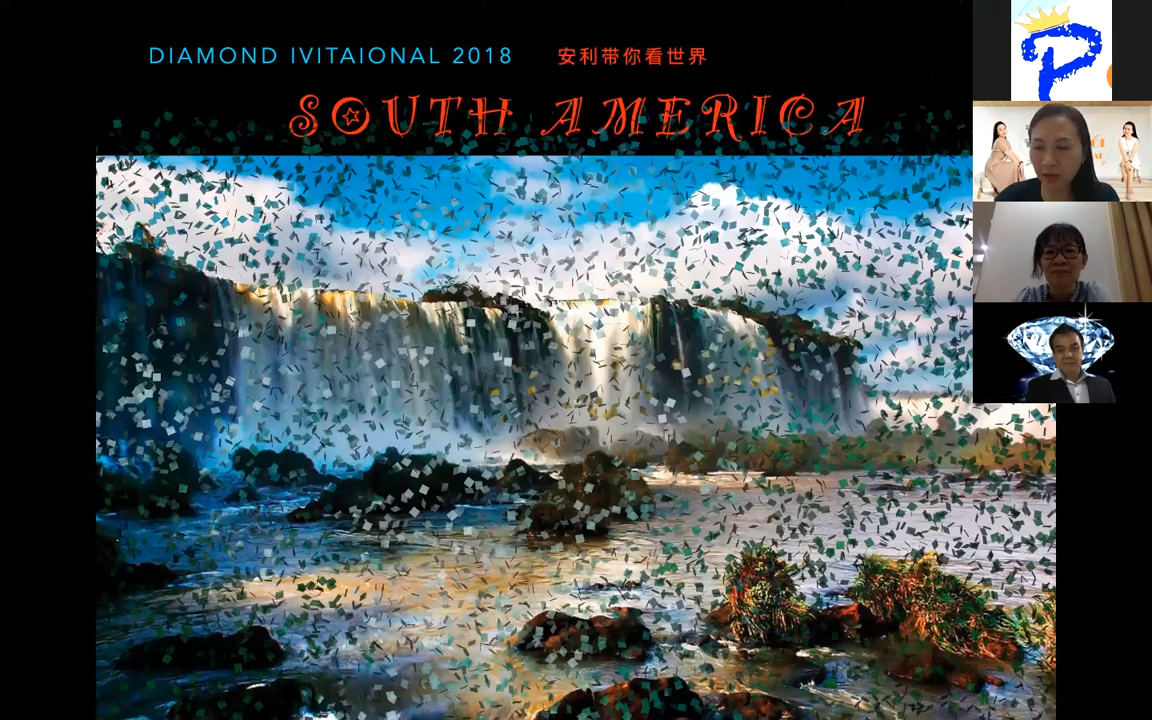 DIAMOND IVITAIONAL 2018 安利带你看世界
SOUTH AMERICA
P